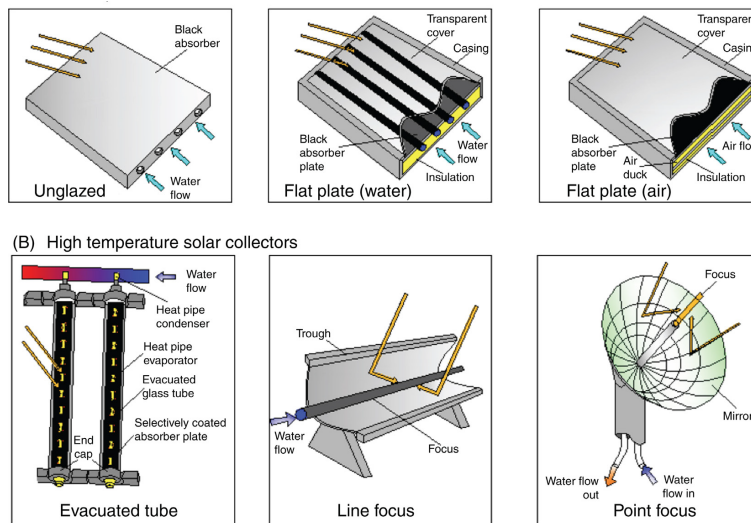 Black
absorber
Water
flow
Unglazed
Transparent
cover
Casing
Black
absorber
plate
Water
flow
Insulation
Flat plate (water)
Transparent
cover
Casin
Black
absorber
plate
Air
duck
Air flo
Insulation
Flat plate (air)
(B) High temperature solar collectors
Water
flow
Heat pipe
condenser
Heat pipe
evaporator
Evacuated
glass tube
Selectively coated
absorber plate
End
cap
Evacuated tube
Trough
Water
flow
Focus
Line focus
Focus
Mirror
Water flow
out
Water
flow in
Point focus